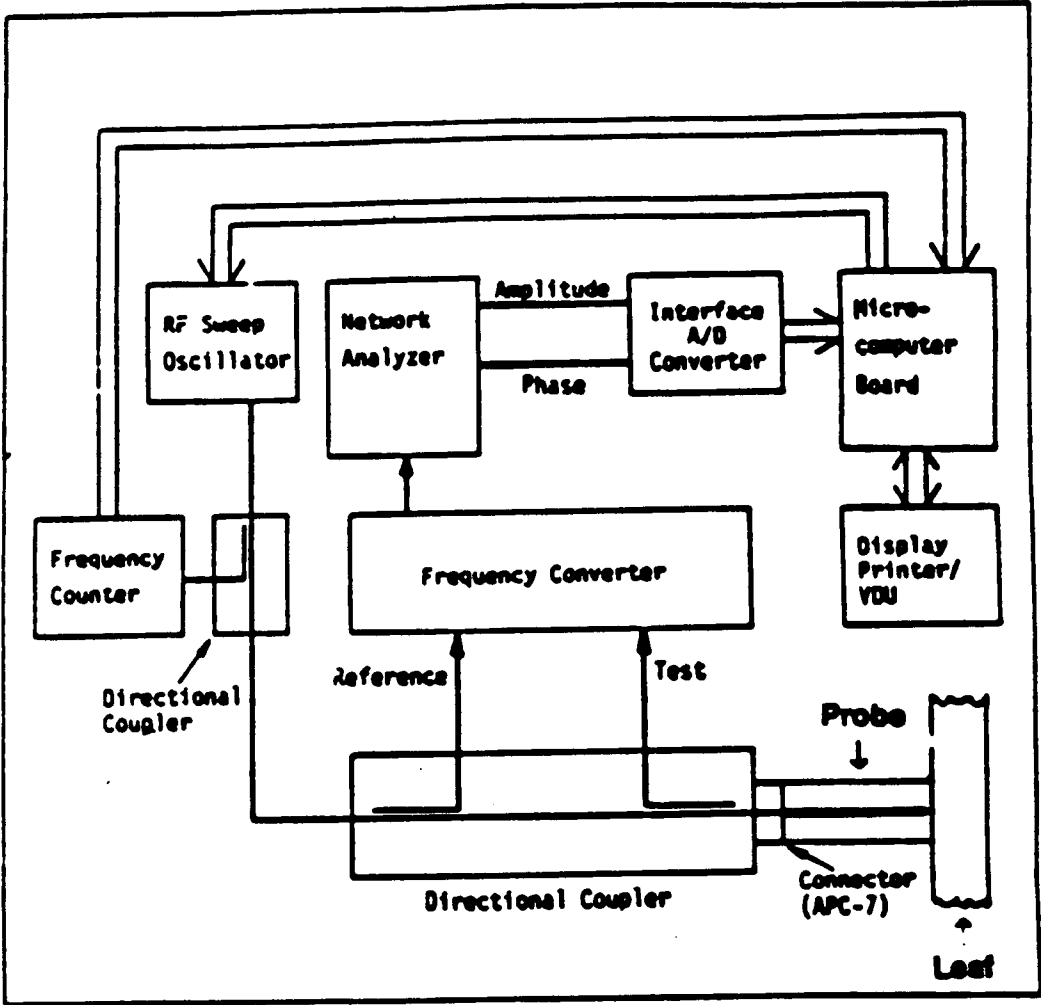 Amplitude
RF Sweep
Oscillator
Network
Analyzer
Interface
A/D
Converter
Micro-
computer
Board
Phase
Frequency
Counter
Frequency Converter
Display
Printer/
VDU
Directional
Coupler
Reference
Test
Probe
Directional Coupler
Connector
(APC-7)
Leaf